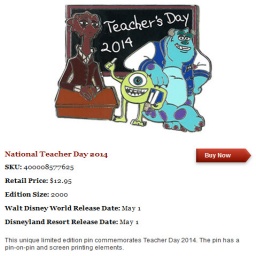 Teacher's Day
2014
National Teacher Day 2014
Buy Now
SKU: 400008577625
Retail Price: $12.95
Edition Size: 2000
Walt Disney World Release Date: May 1
Disneyland Resort Release Date: May 1
This unique limited edition pin commemorates Teacher Day 2014. The pin has a
pin-on-pin and screen printing elements.